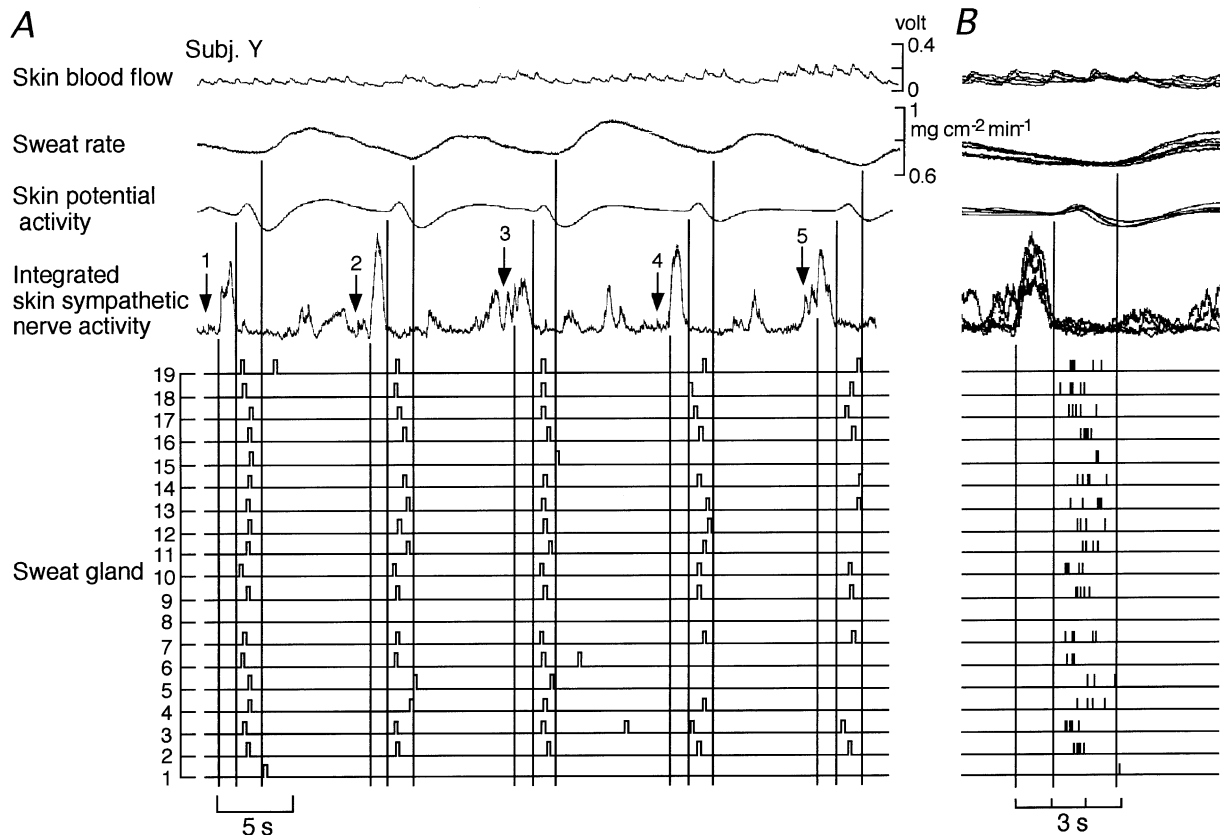 A
B
Subj. Y
volt
0.4
0
Skin blood flow
1
mg cm-2 min-1
0.6
Sweat rate
Skin potential
activity
Integrated
skin sympathetic
nerve activity
1
2
3
4
5
19
18
17
16
15
14
13
12
11
10
9
8
7
6
5
4
3
2
1
Sweat gland
5 s
3 s